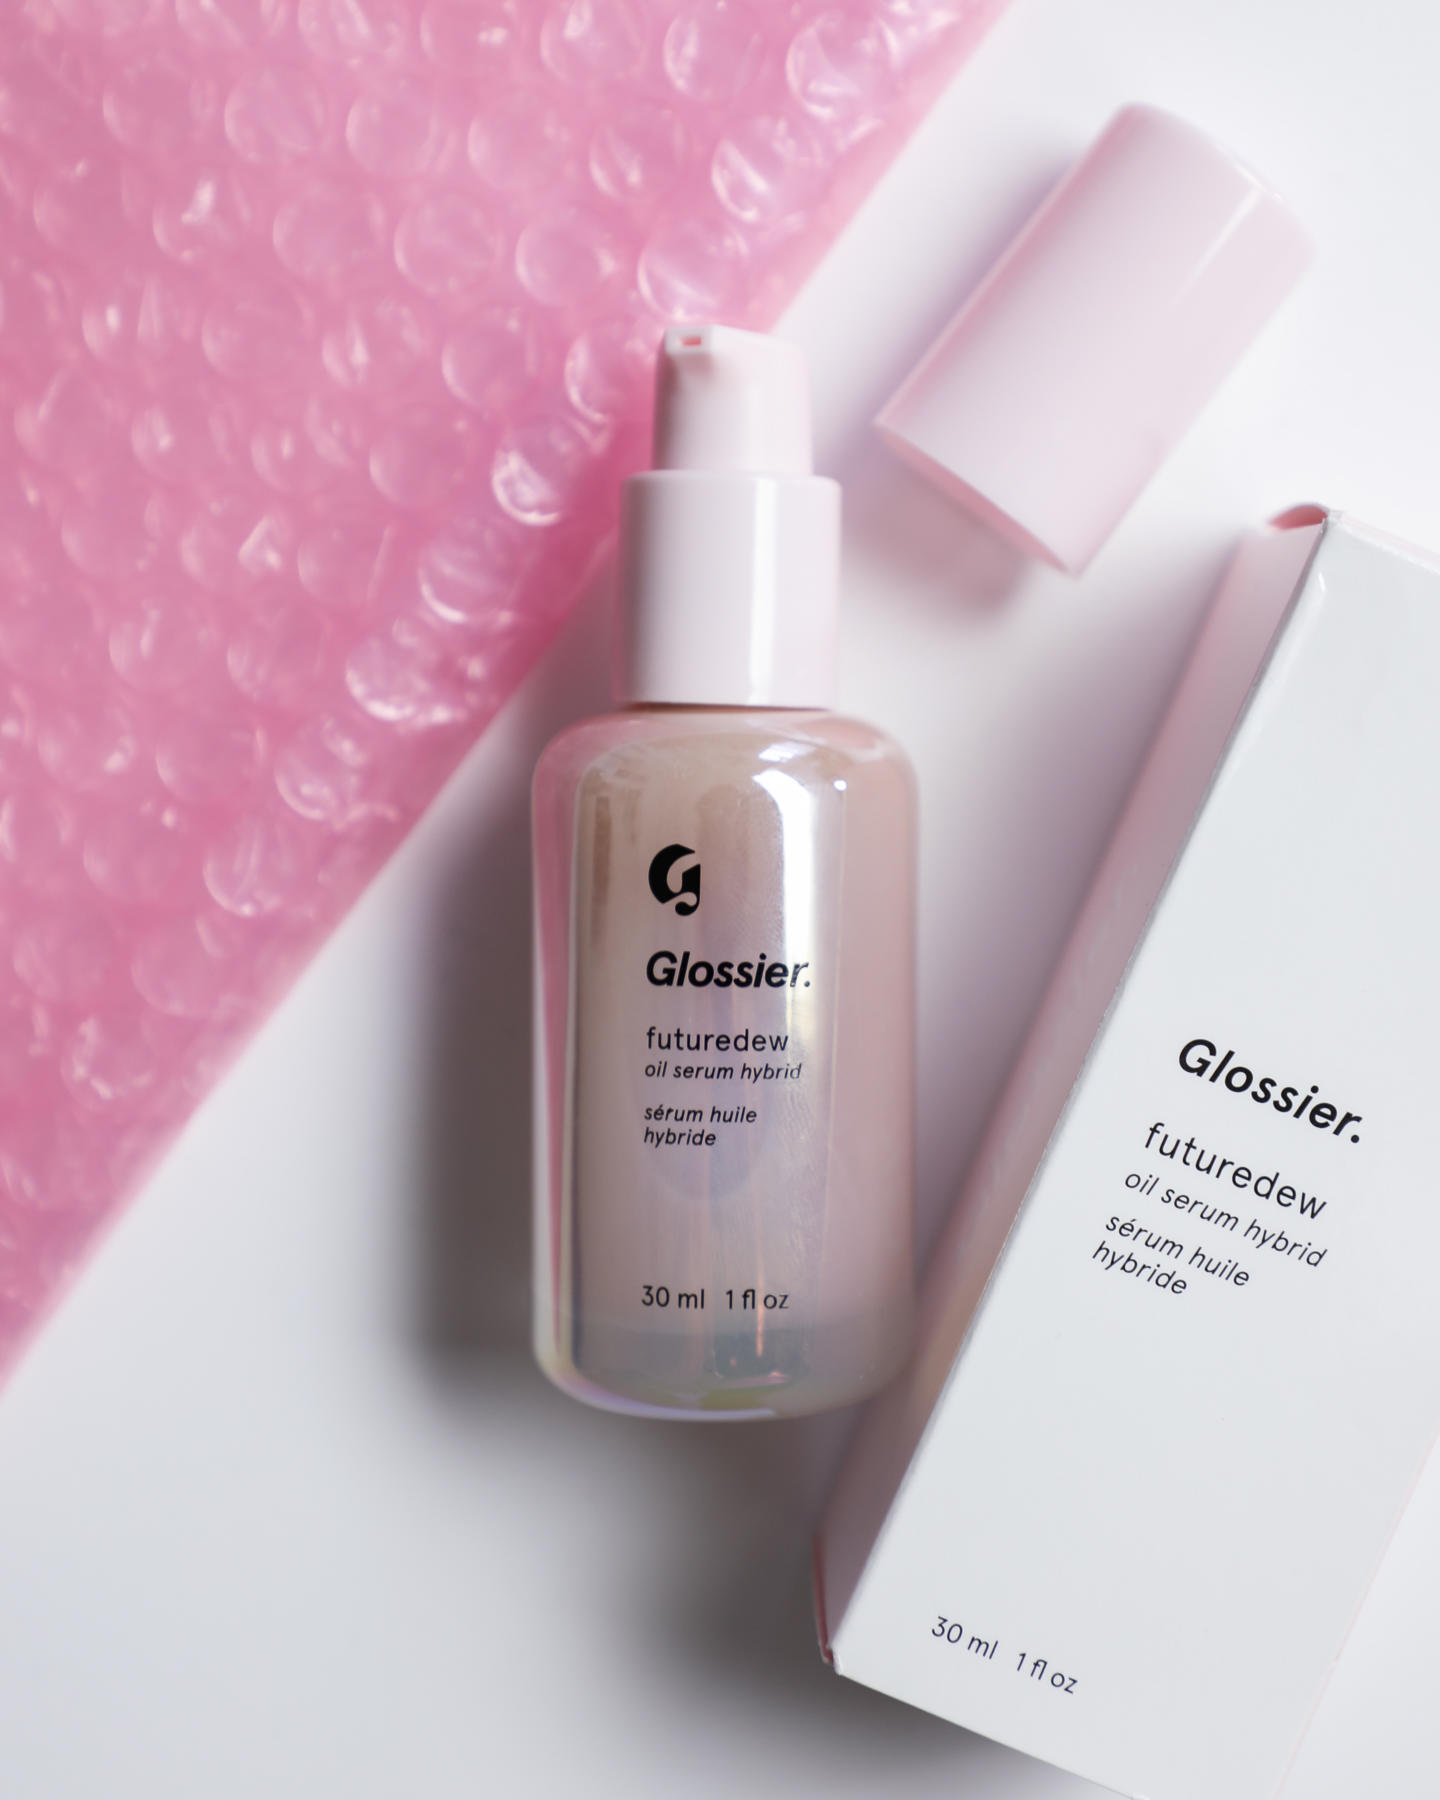 G
Glossier.
futuredew
oil serum hybrid
sérum huile
hybride
30 ml 1 fl oz
Glossier.
futuredew
oil serum hybrid
sérum huile
hybride
30 ml 1 fl oz